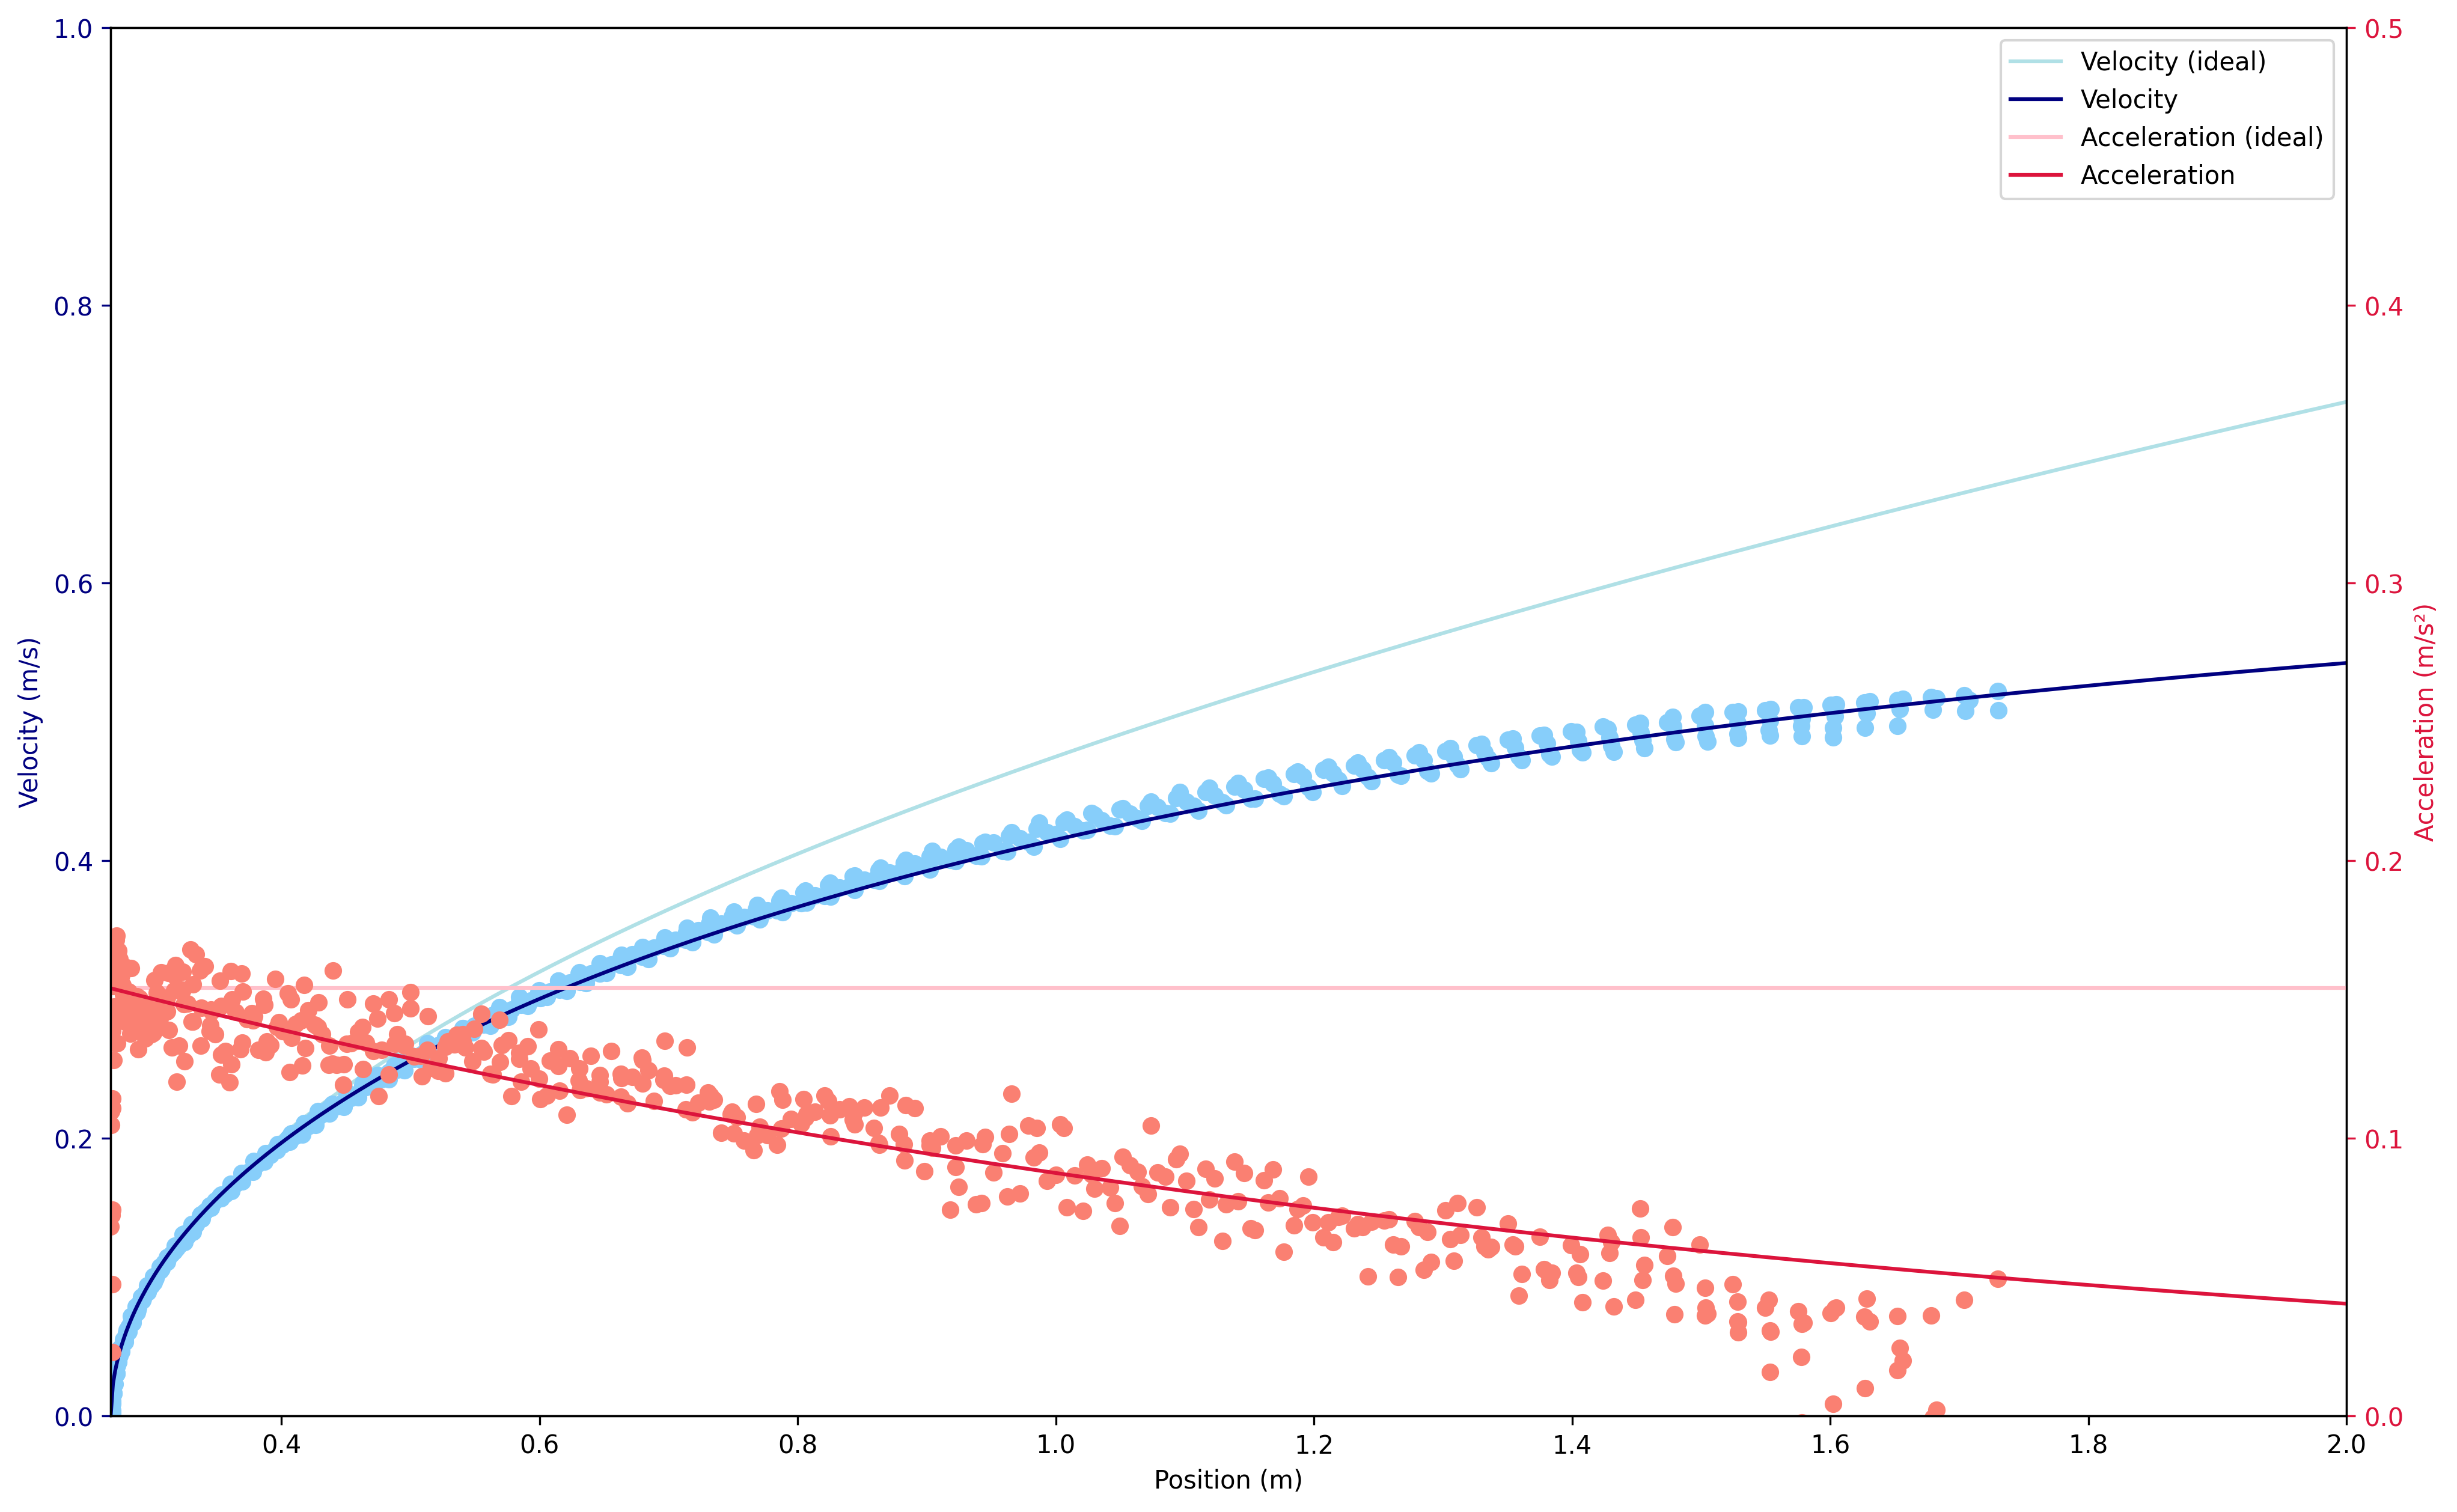 1.0
0.8
0.6
0.4
0.2
0.0
Velocity (m/s)
0.5
0.4
0.3
0.2
0.1
0.0
Acceleration (m/s²)
Velocity (ideal)
Velocity
Acceleration (ideal)
Acceleration
0.4 0.6 0.8 1.0 1.2 1.4 1.6 1.8 2.0
Position (m)